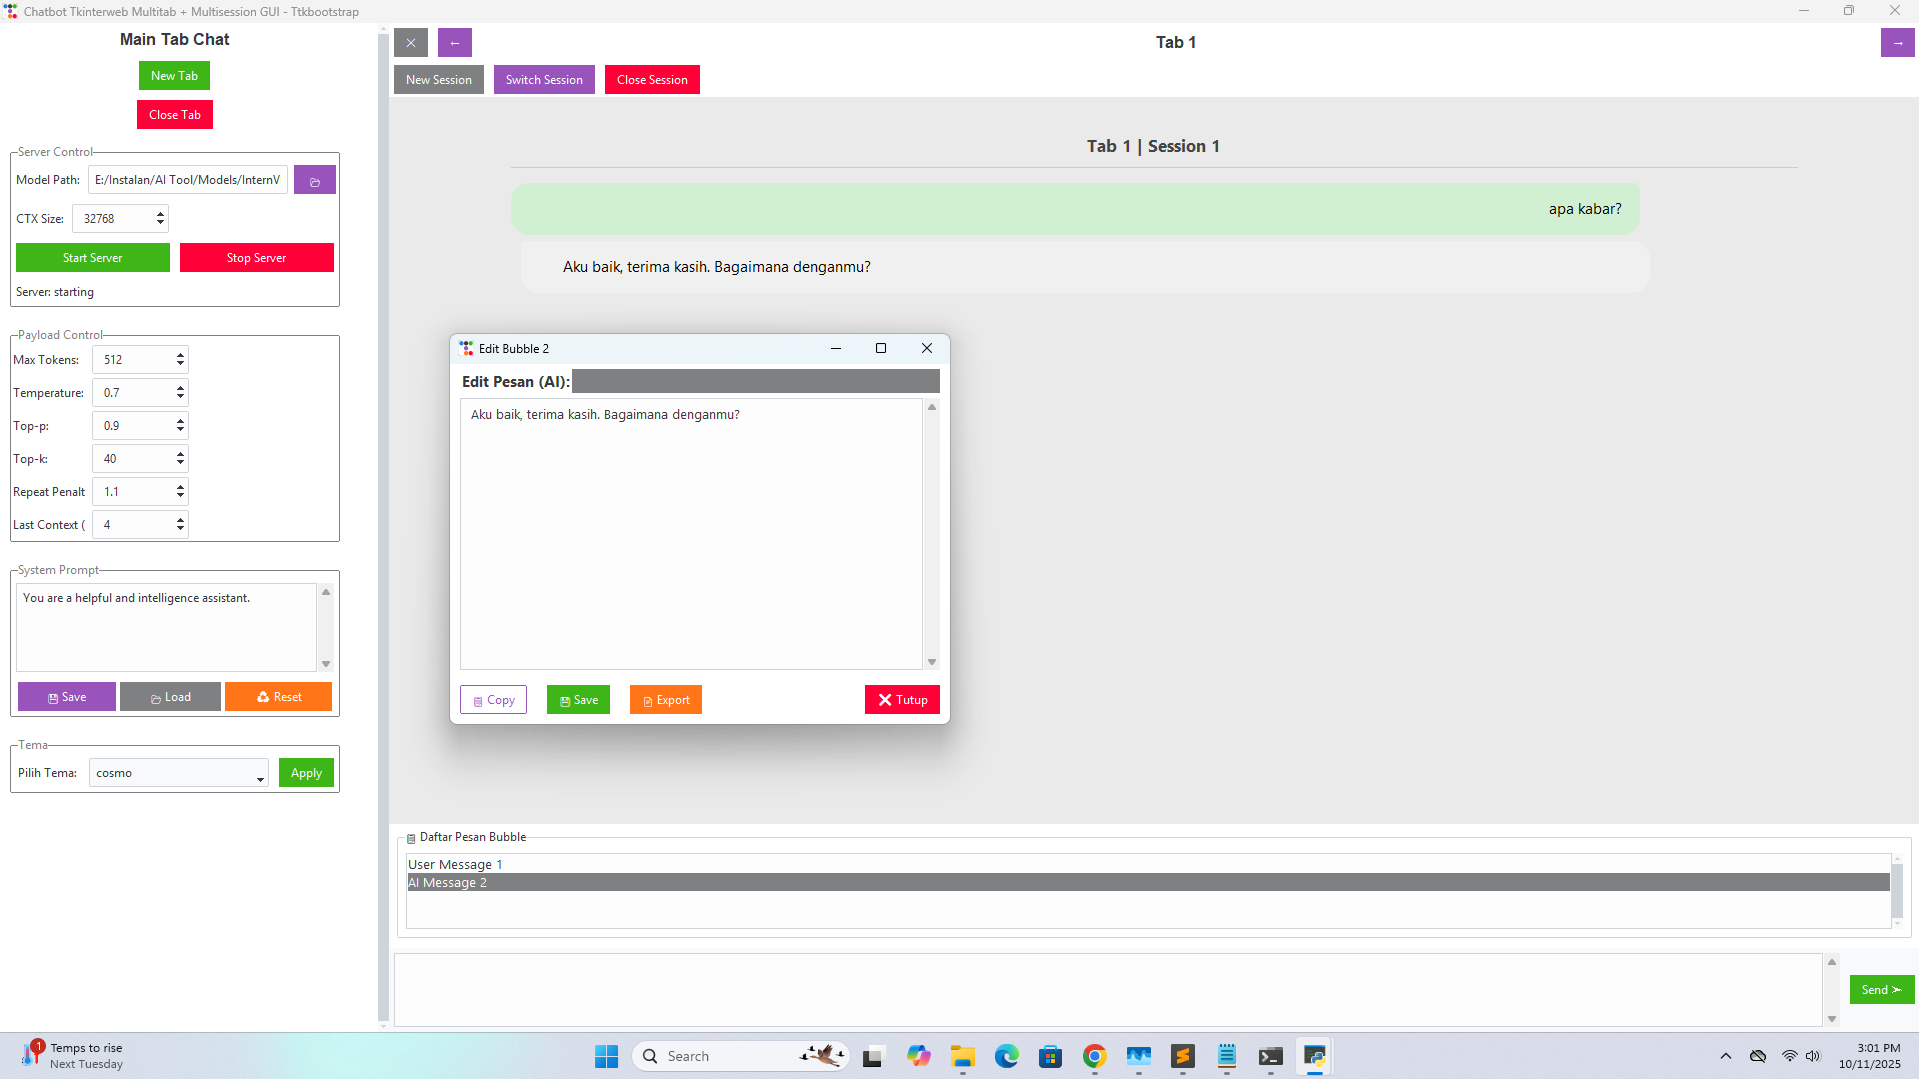 Chatbot Tkinterweb Multitab + Multisession GUI - Ttkbootstrap
Main Tab Chat
New Tab
Close Tab
Server Control
Model Path: E:/Instalan/AI Tool/Models/InternV
CTX Size: 32768
Start Server Stop Server
Server: starting
Payload Control
Max Tokens: 512
Temperature: 0.7
Top-p: 0.9
Top-k: 40
Repeat Penalt 1.1
Last Context ( 4
System Prompt
You are a helpful and intelligence assistant.
Save Load Reset
Tema
Pilih Tema: cosmo Apply
Tab 1
New Session Switch Session Close Session
Tab 1 | Session 1
apa kabar?
Aku baik, terima kasih. Bagaimana denganmu?
Edit Bubble 2
Edit Pesan (AI):
Aku baik, terima kasih. Bagaimana denganmu?
Copy Save Export Tutup
Daftar Pesan Bubble
User Message 1
AI Message 2
Send
1
Temps to rise
Next Tuesday
Search
3:01 PM
10/11/2025